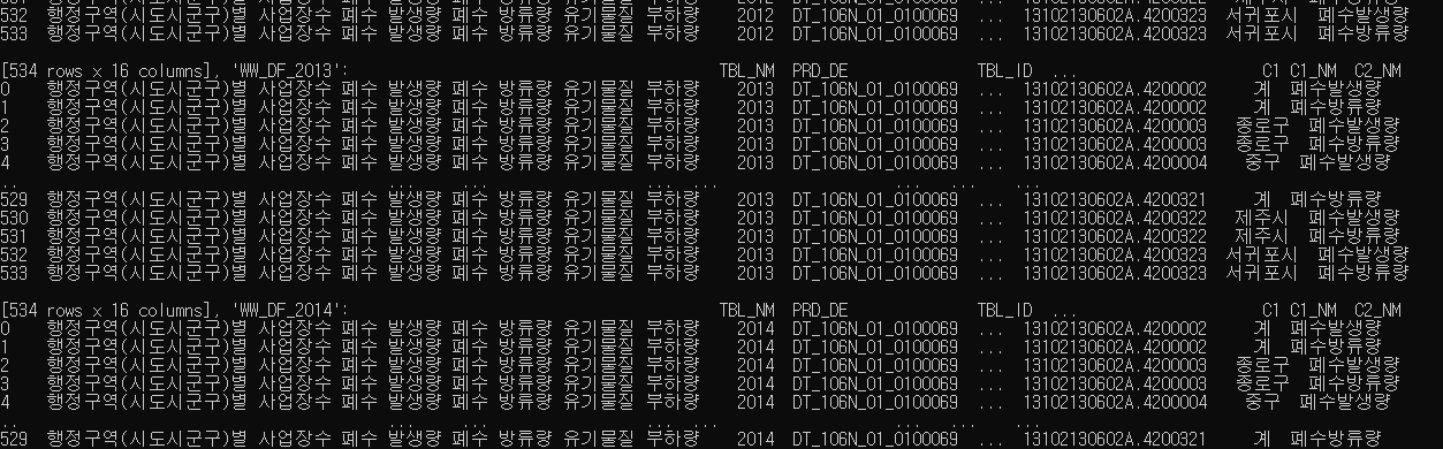 532 행정구역(시도시군구)별 사업장수 폐수 발생량 폐수 방류량 유기물질 부하량 2012 DT_106N_01_0100069 ... 13102130602A.4200323 서귀포시 폐수발생량
533 행정구역(시도시군구)별 사업장수 폐수 발생량 폐수 방류량 유기물질 부하량 2012 DT_106N_01_0100069 ... 13102130602A.4200323 서귀포시 폐수방류량
[534 rows x 16 columns], 'WW_DF_2013': TBL_NM PRD_DE TBL_ID ... C1 C1_NM C2_NM
0 행정구역(시도시군구)별 사업장수 폐수 발생량 폐수 방류량 유기물질 부하량 2013 DT_106N_01_0100069 ... 13102130602A.4200002 계 폐수발생량
1 행정구역(시도시군구)별 사업장수 폐수 발생량 폐수 방류량 유기물질 부하량 2013 DT_106N_01_0100069 ... 13102130602A.4200002 계 폐수방류량
2 행정구역(시도시군구)별 사업장수 폐수 발생량 폐수 방류량 유기물질 부하량 2013 DT_106N_01_0100069 ... 13102130602A.4200003 종로구 폐수발생량
3 행정구역(시도시군구)별 사업장수 폐수 발생량 폐수 방류량 유기물질 부하량 2013 DT_106N_01_0100069 ... 13102130602A.4200003 종로구 폐수방류량
4 행정구역(시도시군구)별 사업장수 폐수 발생량 폐수 방류량 유기물질 부하량 2013 DT_106N_01_0100069 ... 13102130602A.4200004 중구 폐수발생량
.. ... ... ... ... ... ... ...
529 행정구역(시도시군구)별 사업장수 폐수 발생량 폐수 방류량 유기물질 부하량 2013 DT_106N_01_0100069 ... 13102130602A.4200321 계 폐수방류량
530 행정구역(시도시군구)별 사업장수 폐수 발생량 폐수 방류량 유기물질 부하량 2013 DT_106N_01_0100069 ... 13102130602A.4200322 제주시 폐수발생량
531 행정구역(시도시군구)별 사업장수 폐수 발생량 폐수 방류량 유기물질 부하량 2013 DT_106N_01_0100069 ... 13102130602A.4200322 제주시 폐수방류량
532 행정구역(시도시군구)별 사업장수 폐수 발생량 폐수 방류량 유기물질 부하량 2013 DT_106N_01_0100069 ... 13102130602A.4200323 서귀포시 폐수발생량
533 행정구역(시도시군구)별 사업장수 폐수 발생량 폐수 방류량 유기물질 부하량 2013 DT_106N_01_0100069 ... 13102130602A.4200323 서귀포시 폐수방류량
[534 rows x 16 columns], 'WW_DF_2014': TBL_NM PRD_DE TBL_ID ... C1 C1_NM C2_NM
0 행정구역(시도시군구)별 사업장수 폐수 발생량 폐수 방류량 유기물질 부하량 2014 DT_106N_01_0100069 ... 13102130602A.4200002 계 폐수발생량
1 행정구역(시도시군구)별 사업장수 폐수 발생량 폐수 방류량 유기물질 부하량 2014 DT_106N_01_0100069 ... 13102130602A.4200002 계 폐수방류량
2 행정구역(시도시군구)별 사업장수 폐수 발생량 폐수 방류량 유기물질 부하량 2014 DT_106N_01_0100069 ... 13102130602A.4200003 종로구 폐수발생량
3 행정구역(시도시군구)별 사업장수 폐수 발생량 폐수 방류량 유기물질 부하량 2014 DT_106N_01_0100069 ... 13102130602A.4200003 종로구 폐수방류량
4 행정구역(시도시군구)별 사업장수 폐수 발생량 폐수 방류량 유기물질 부하량 2014 DT_106N_01_0100069 ... 13102130602A.4200004 중구 폐수발생량
.. ... ... ... ... ... ... ...
529 행정구역(시도시군구)별 사업장수 폐수 발생량 폐수 방류량 유기물질 부하량 2014 DT_106N_01_0100069 ... 13102130602A.4200321 계 폐수방류량